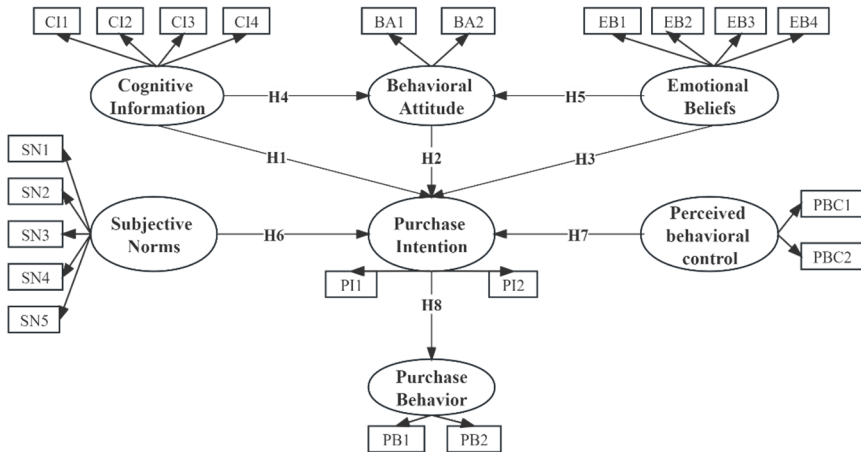 CI1 CI2 CI3 CI4 BA1 BA2 EB1 EB2 EB3 EB4
Cognitive
Information
H4
Behavioral
Attitude
H5
Emotional
Beliefs
H1
H2
H3
SN1
SN2
SN3
SN4
SN5
Subjective
Norms
H6
Purchase
Intention
H7
Perceived
behavioral
control
PBC1
PBC2
PI1
PI2
H8
Purchase
Behavior
PB1
PB2